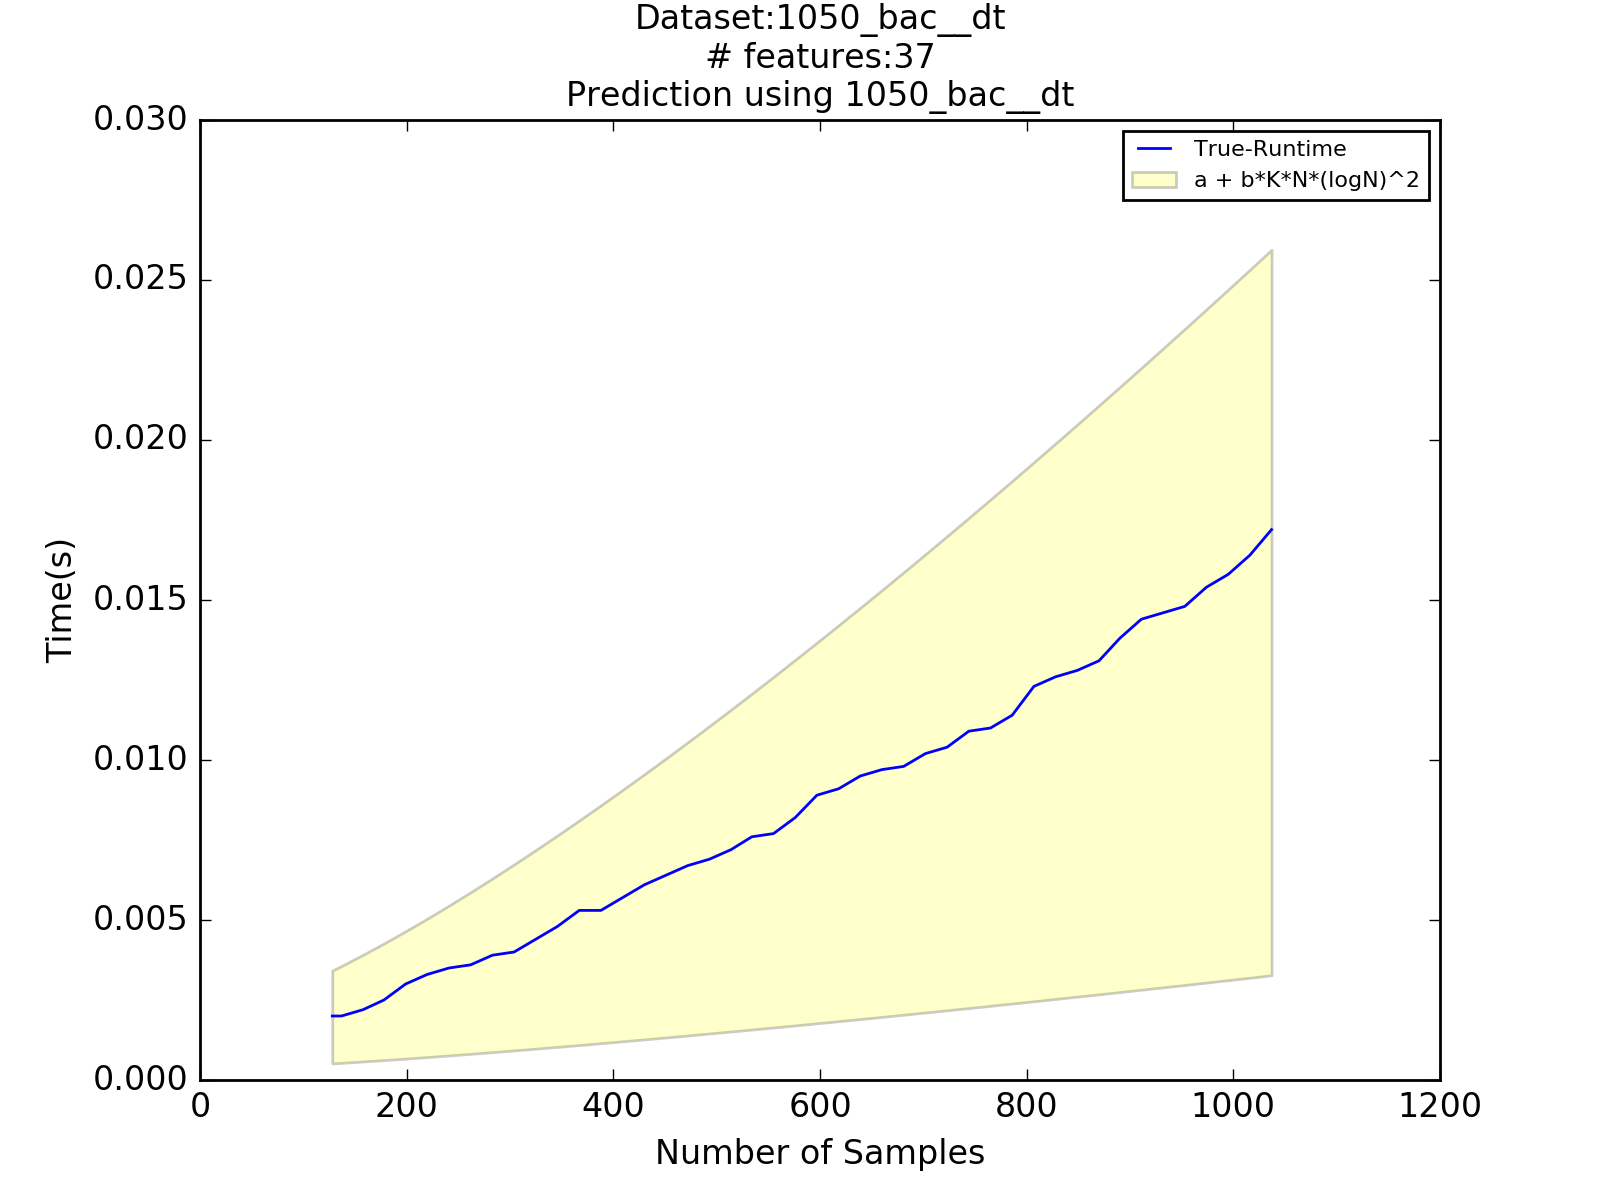 Dataset:1050_bac__dt
# features:37
Prediction using 1050_bac__dt
0.030
0.025
0.020
0.015
0.010
0.005
0.000
Time(s)
True-Runtime
a + b*K*N*(logN)^2
0 200 400 600 800 1000 1200
Number of Samples